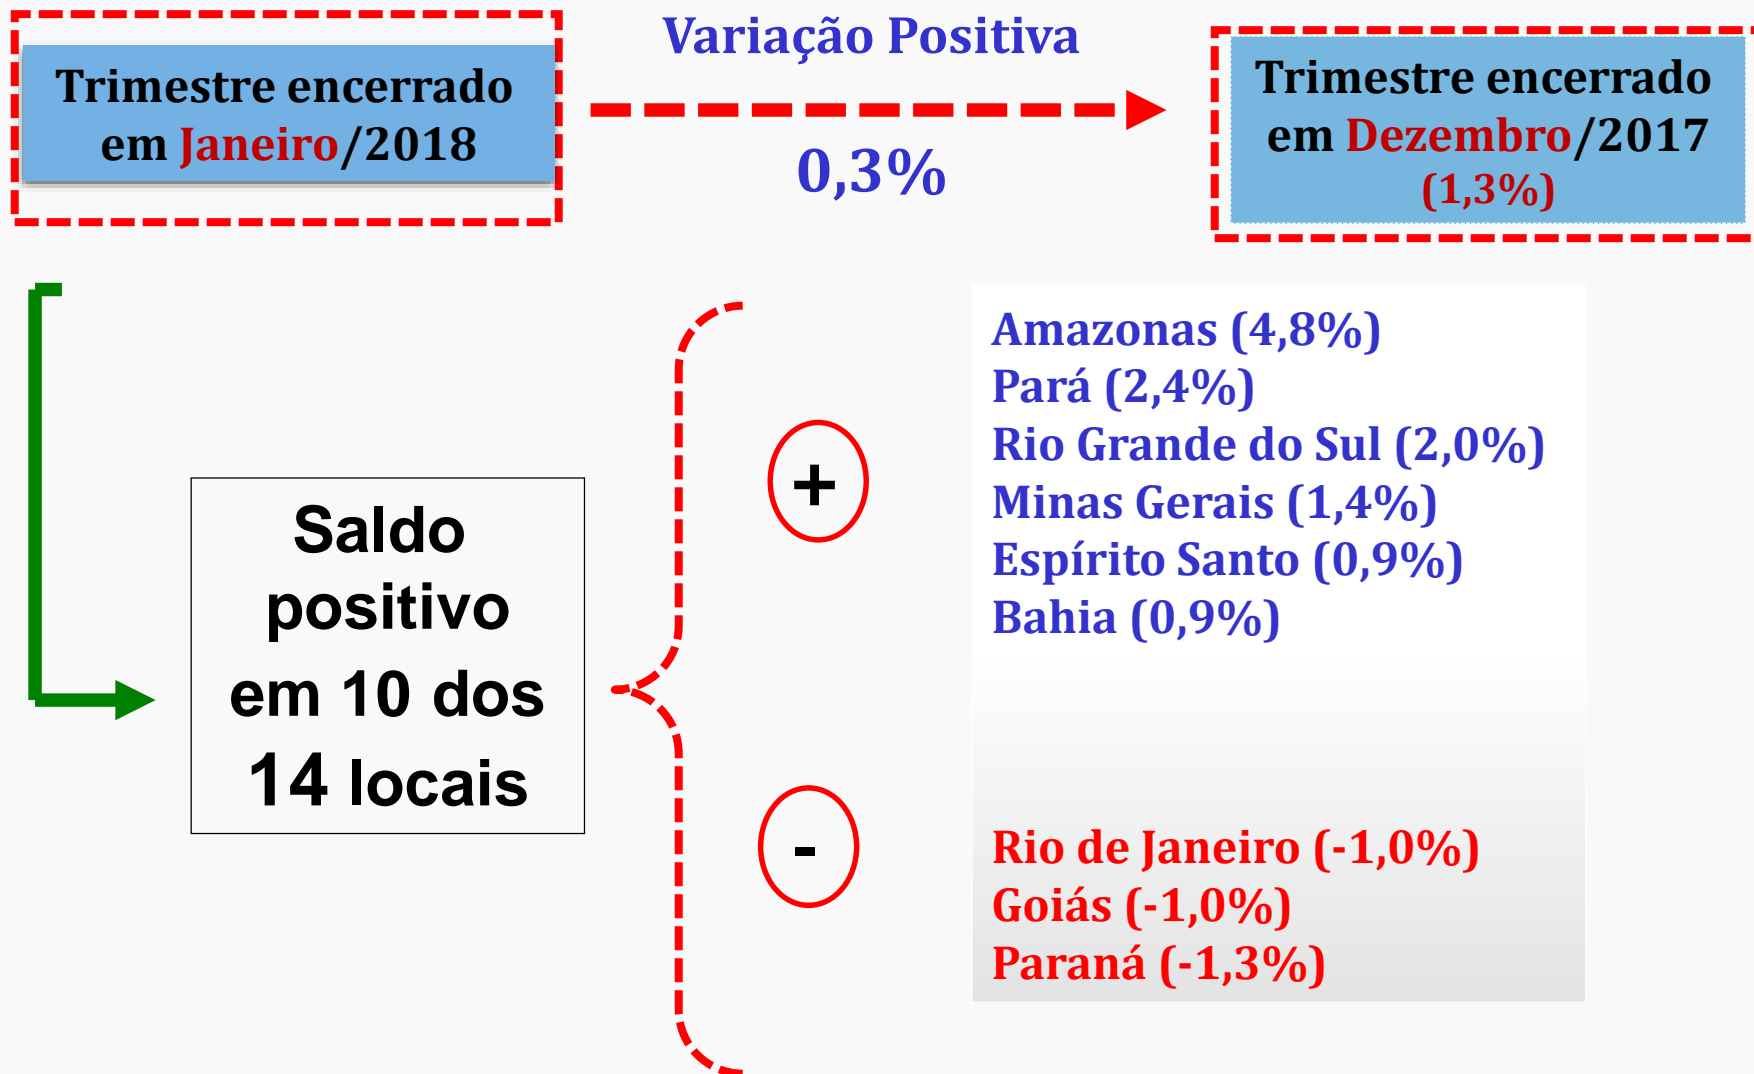 Trimestre encerrado
em Janeiro/2018
Variação Positiva
0,3%
Trimestre encerrado
em Dezembro/2017
(1,3%)
Saldo
positivo
em 10 dos
14 locais
+
Amazonas (4,8%)
Pará (2,4%)
Rio Grande do Sul (2,0%)
Minas Gerais (1,4%)
Espírito Santo (0,9%)
Bahia (0,9%)
-
Rio de Janeiro (-1,0%)
Goiás (-1,0%)
Paraná (-1,3%)